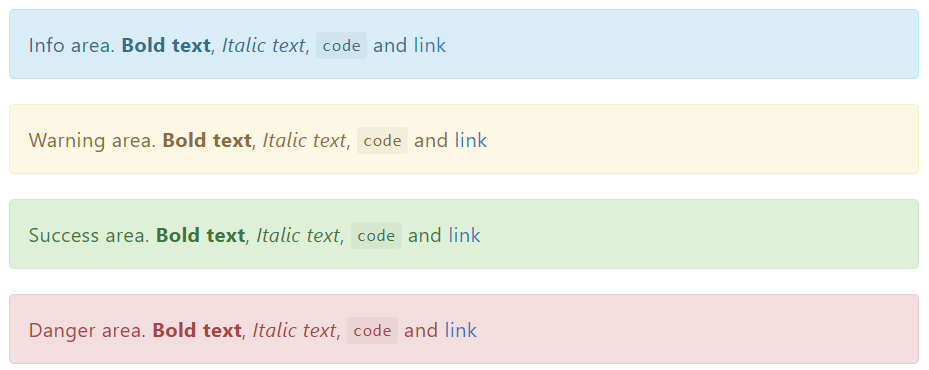 Info area. Bold text, Italic text, code and link
Warning area. Bold text, Italic text, code and link
Success area. Bold text, Italic text, code and link
Danger area. Bold text, Italic text, code and link